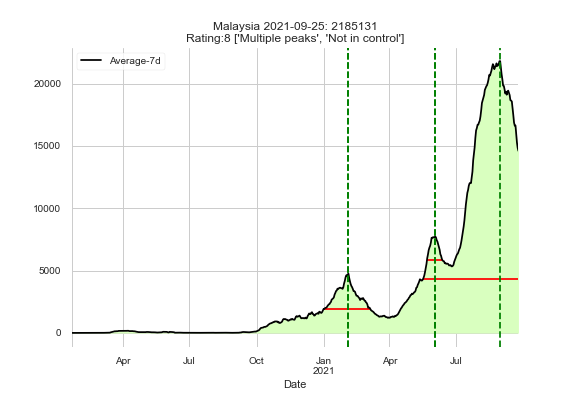 Malaysia 2021-09-25: 2185131
Rating:8 ['Multiple peaks', 'Not in control']
Average-7d
20000
15000
10000
5000
0
Apr Jul Oct Jan Apr Jul
2021
Date